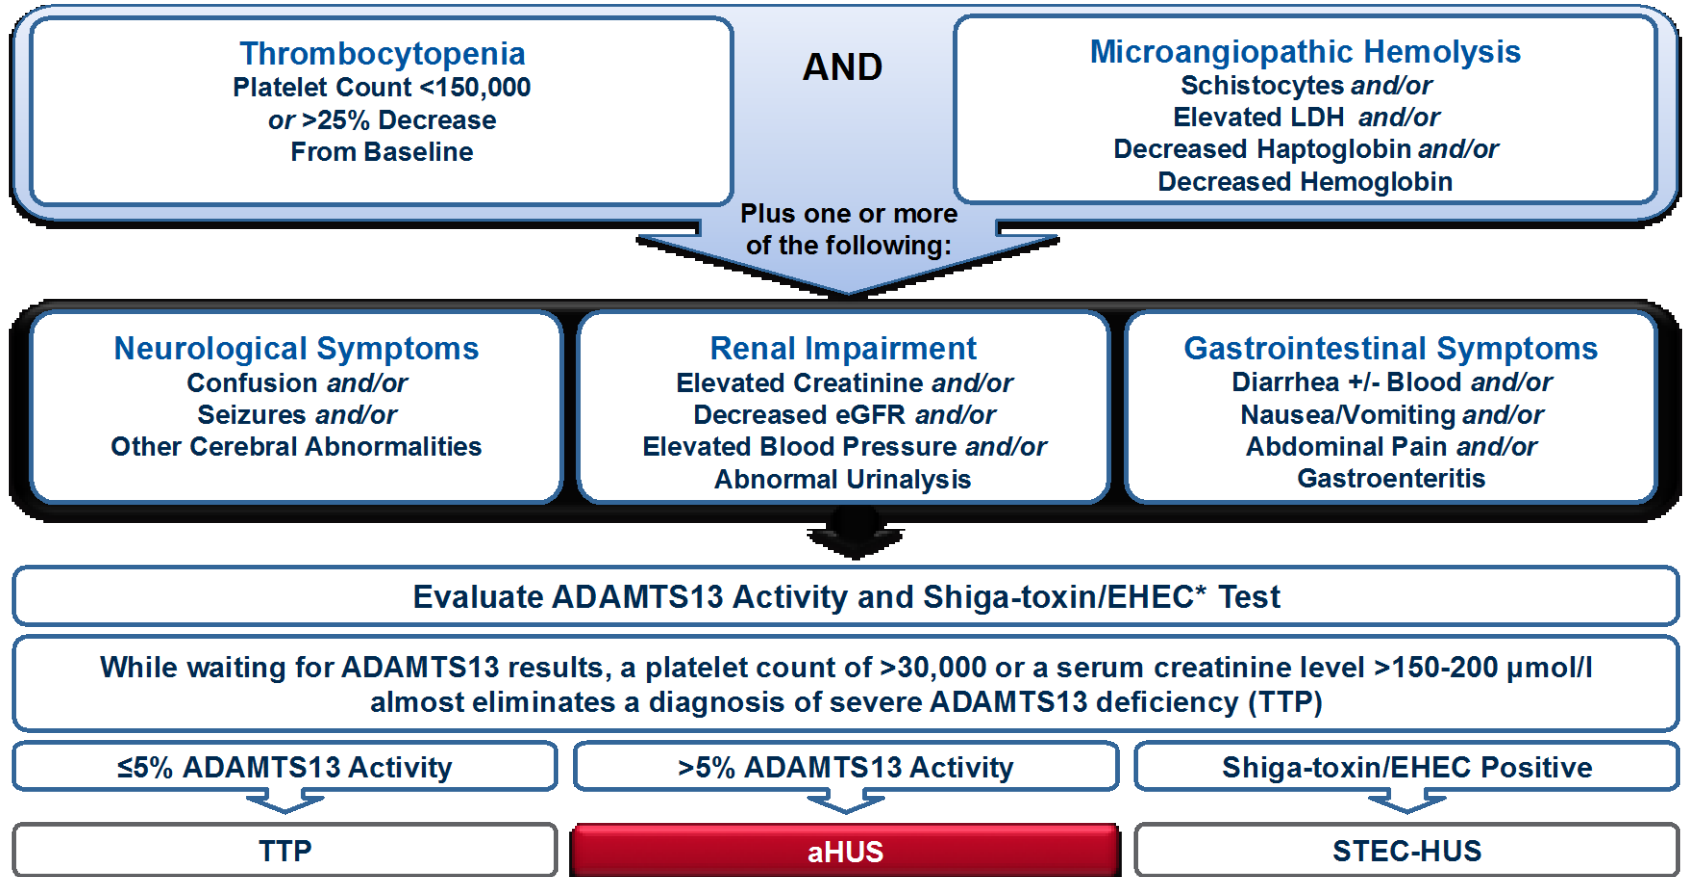 Thrombocytopenia
Platelet Count <150,000
or >25% Decrease
From Baseline
AND
Microangiopathic Hemolysis
Schistocytes and/or
Elevated LDH and/or
Decreased Haptoglobin and/or
Decreased Hemoglobin
Plus one or more
of the following:
Neurological Symptoms
Confusion and/or
Seizures and/or
Other Cerebral Abnormalities
Renal Impairment
Elevated Creatinine and/or
Decreased eGFR and/or
Elevated Blood Pressure and/or
Abnormal Urinalysis
Gastrointestinal Symptoms
Diarrhea +/- Blood and/or
Nausea/Vomiting and/or
Abdominal Pain and/or
Gastroenteritis
Evaluate ADAMTS13 Activity and Shiga-toxin/EHEC* Test
While waiting for ADAMTS13 results, a platelet count of >30,000 or a serum creatinine level >150-200 µmol/l
almost eliminates a diagnosis of severe ADAMTS13 deficiency (TTP)
≤5% ADAMTS13 Activity
>5% ADAMTS13 Activity
Shiga-toxin/EHEC Positive
TTP
aHUS
STEC-HUS